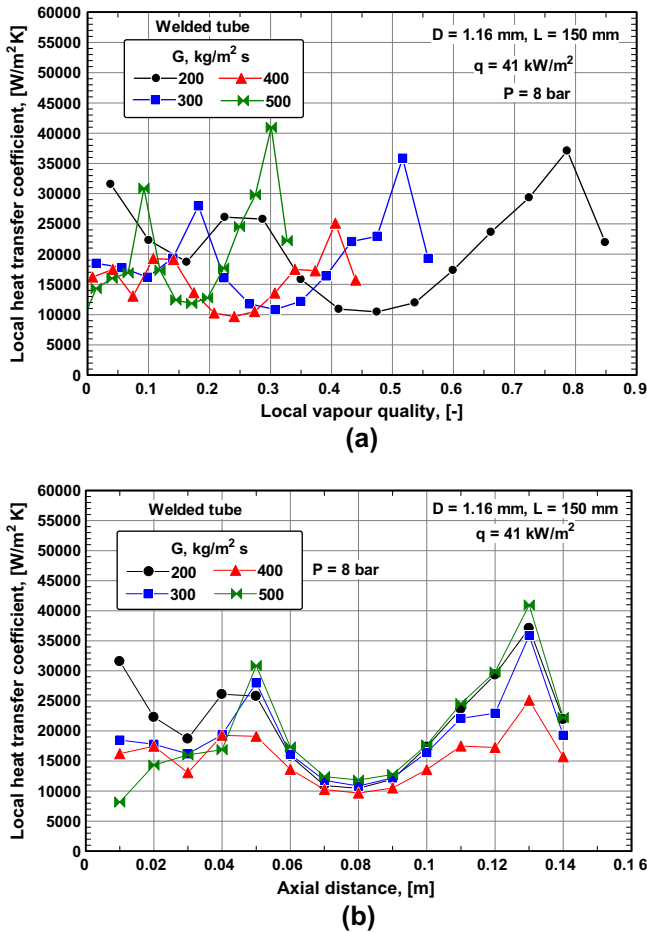 60000
55000
50000
45000
40000
35000
30000
25000
20000
15000
10000
5000
0
Local heat transfer coefficient, [W/m² K]
Welded tube
G, kg/m² s
200 400
300 500
D = 1.16 mm, L = 150 mm
q = 41 kW/m²
P = 8 bar
0 0.1 0.2 0.3 0.4 0.5 0.6 0.7 0.8 0.9
Local vapour quality, [-]
(a)
60000
55000
50000
45000
40000
35000
30000
25000
20000
15000
10000
5000
0
Local heat transfer coefficient, [W/m² K]
Welded tube
G, kg/m² s
200 400
300 500
P = 8 bar
D = 1.16 mm, L = 150 mm
q = 41 kW/m²
0 0.02 0.04 0.06 0.08 0.1 0.12 0.14 0.1 6
Axial distance, [m]
(b)